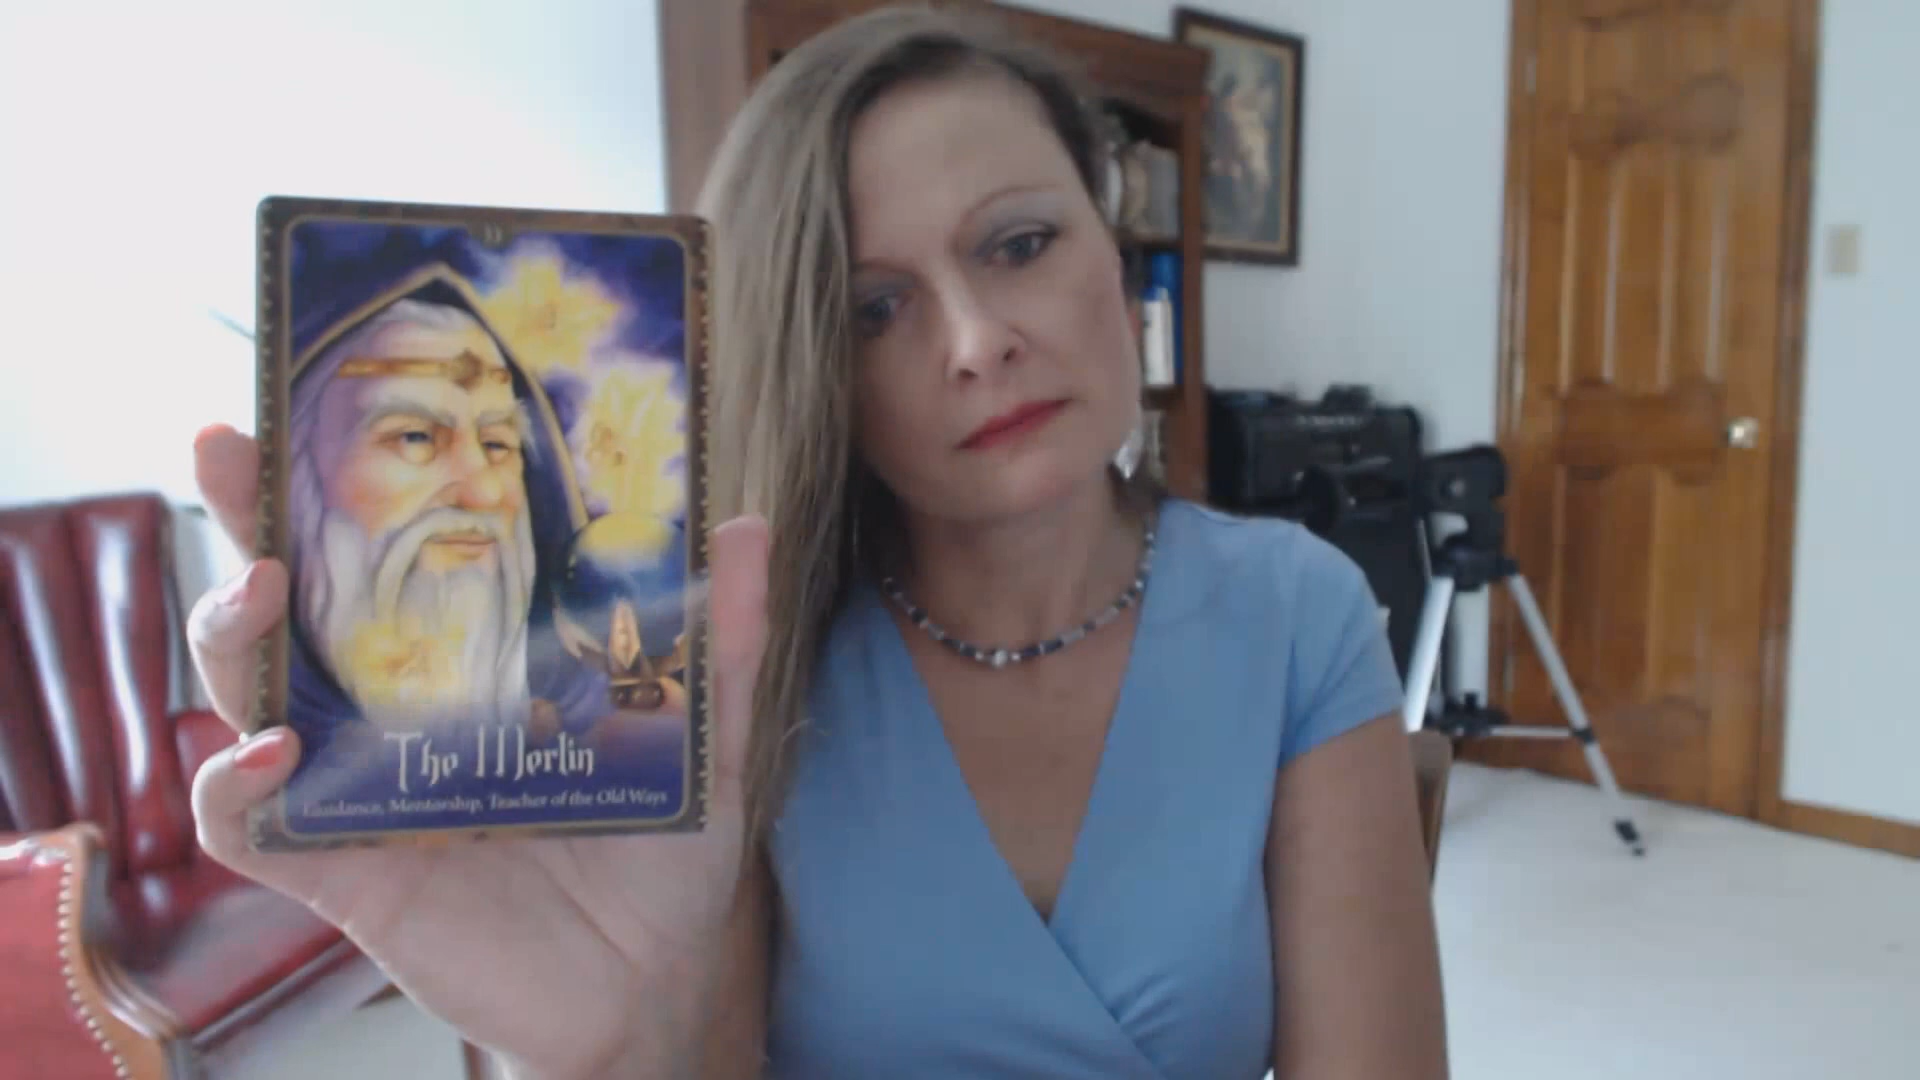 The Merlin
Guidance, Mentorship, Teacher of the Old Ways